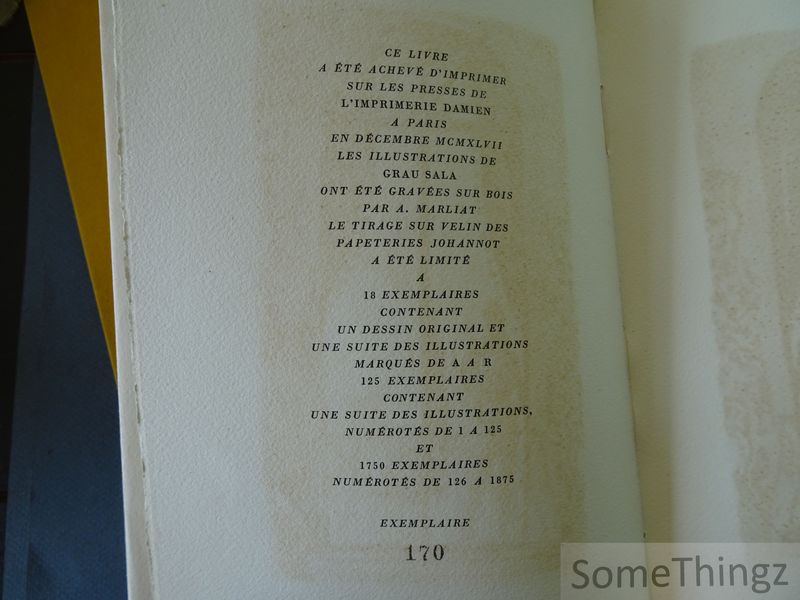 CE LIVRE
A ÉTÉ ACHEVÉ D'IMPRIMER
SUR LES PRESSES DE
L'IMPRIMERIE DAMIEN
A PARIS
EN DÉCEMBRE MCMXLVII
LES ILLUSTRATIONS DE
GRAU SALA
ONT ÉTÉ GRAVÉES SUR BOIS
PAR A. MARLIAT
LE TIRAGE SUR VELIN DES
PAPETERIES JOHANNOT
A ÉTÉ LIMITÉ
A
18 EXEMPLAIRES
CONTENANT
UN DESSIN ORIGINAL ET
UNE SUITE DES ILLUSTRATIONS
MARQUÉS DE A A R
125 EXEMPLAIRES
CONTENANT
UNE SUITE DES ILLUSTRATIONS,
NUMÉROTÉS DE 1 A 125
ET
1750 EXEMPLAIRES
NUMÉROTÉS DE 126 A 1875
EXEMPLAIRE
170
SomeThingz